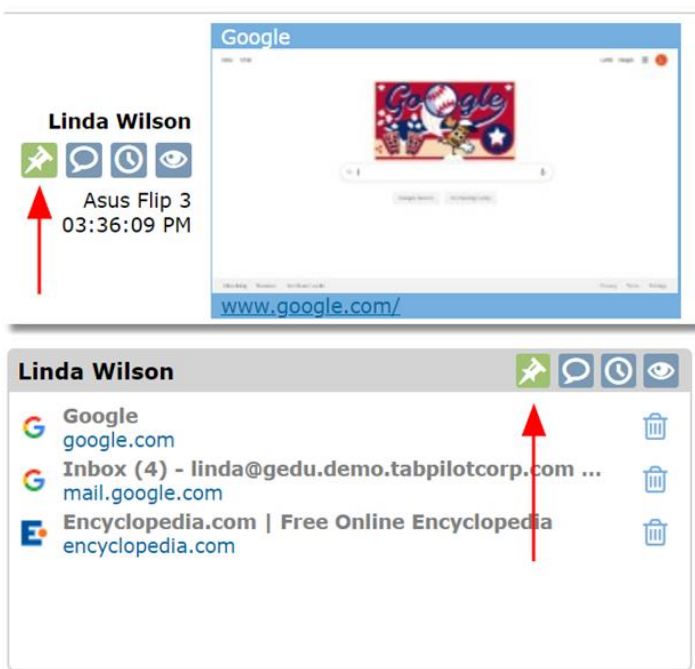 Google
Google
Linda Wilson
Asus Flip 3
03:36:09 PM
www.google.com/
Linda Wilson
Google
google.com
Inbox (4) - linda@gedu.demo.tabpilotcorp.com ...
mail.google.com
Encyclopedia.com | Free Online Encyclopedia
encyclopedia.com